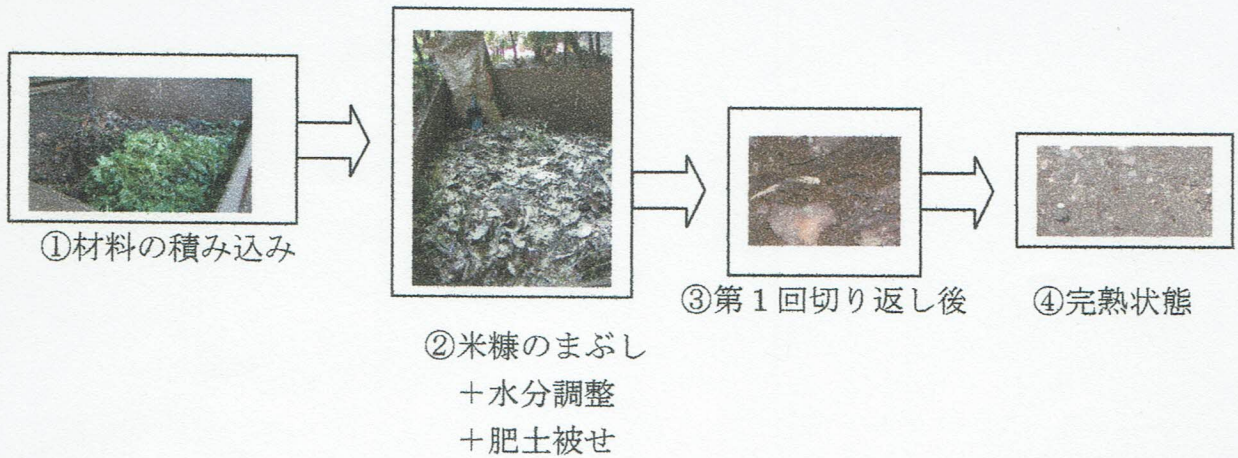 ①材料の積み込み
②米糠のまぶし
＋水分調整
＋肥土被せ
③第１回切り返し後
④完熟状態